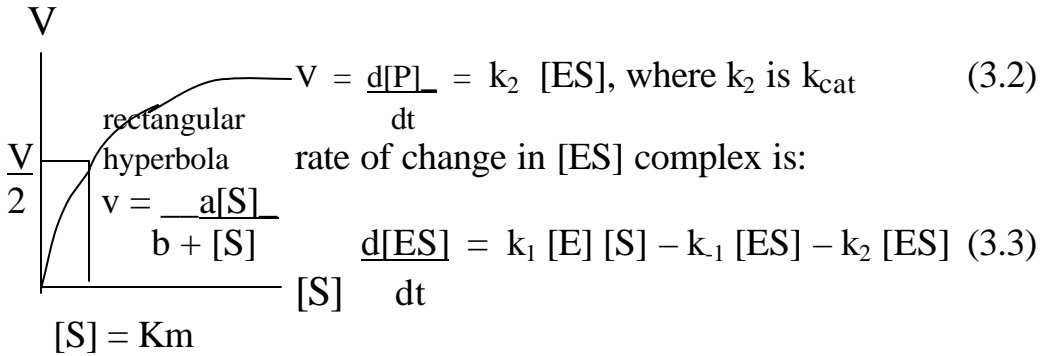 V
V = d[P]_ = k₂ [ES], where k₂ is kcat (3.2)
dt
rectangular
hyperbola
V
2
rate of change in [ES] complex is:
v = __a[S]_
b + [S]
d[ES] = k₁ [E] [S] – k₋₁ [ES] – k₂ [ES] (3.3)
dt
[S]
[S] = Km